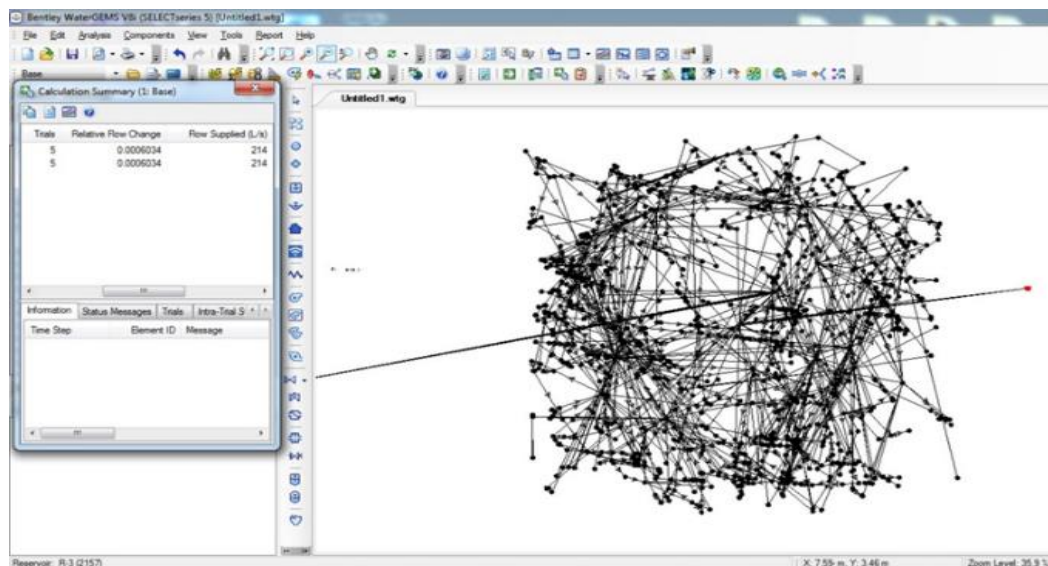 Bentley WaterGEMS V8i (SELECTseries 5) [Untitled1.wtg]
File Edit Analysis Components View Tools Report Help
Base
Calculation Summary (1: Base)
Untitled1.wtg
Trials Relative Flow Change Flow Supplied (L/s)
5 0.0006034 214
5 0.0006034 214
Information Status Messages Trials Intra-Trial S
Time Step Element ID Message
Reservoir: R-3 (2157)
X: 7.55 m, Y: 3.46 m
Zoom Level: 35.9 %